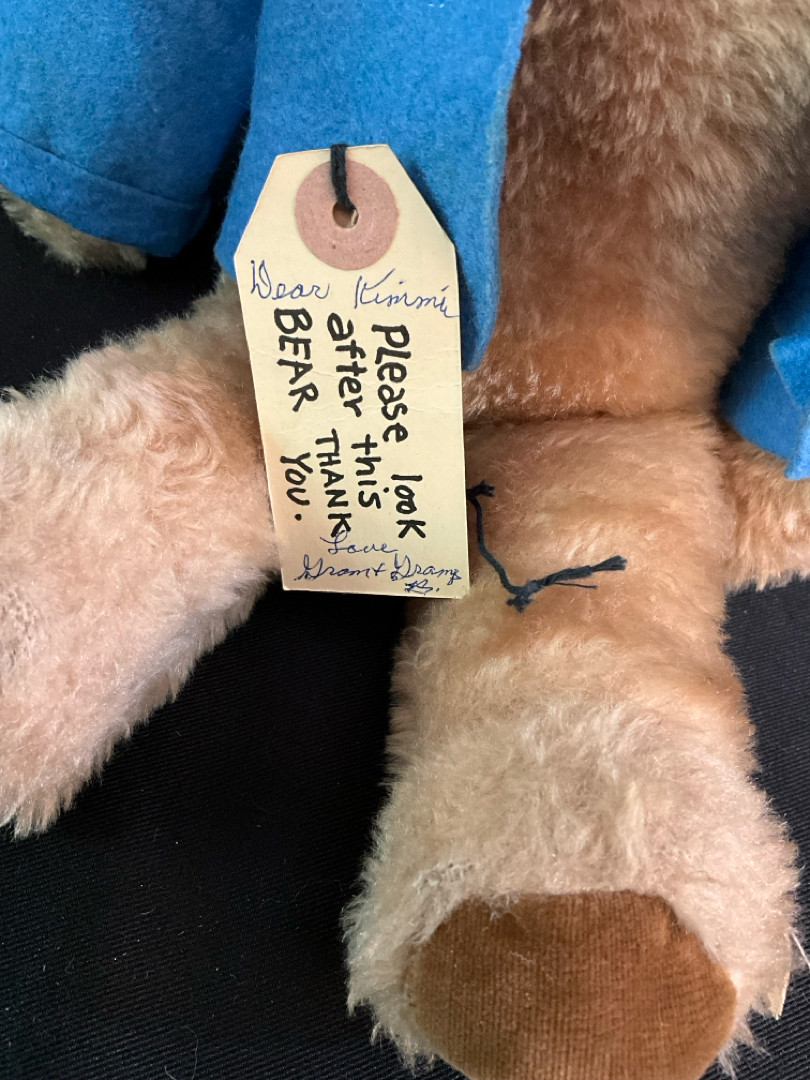 Dear Kimmie
Please look
after this
BEAR THANK
YOU.
Love
Gram + Gramp
B.